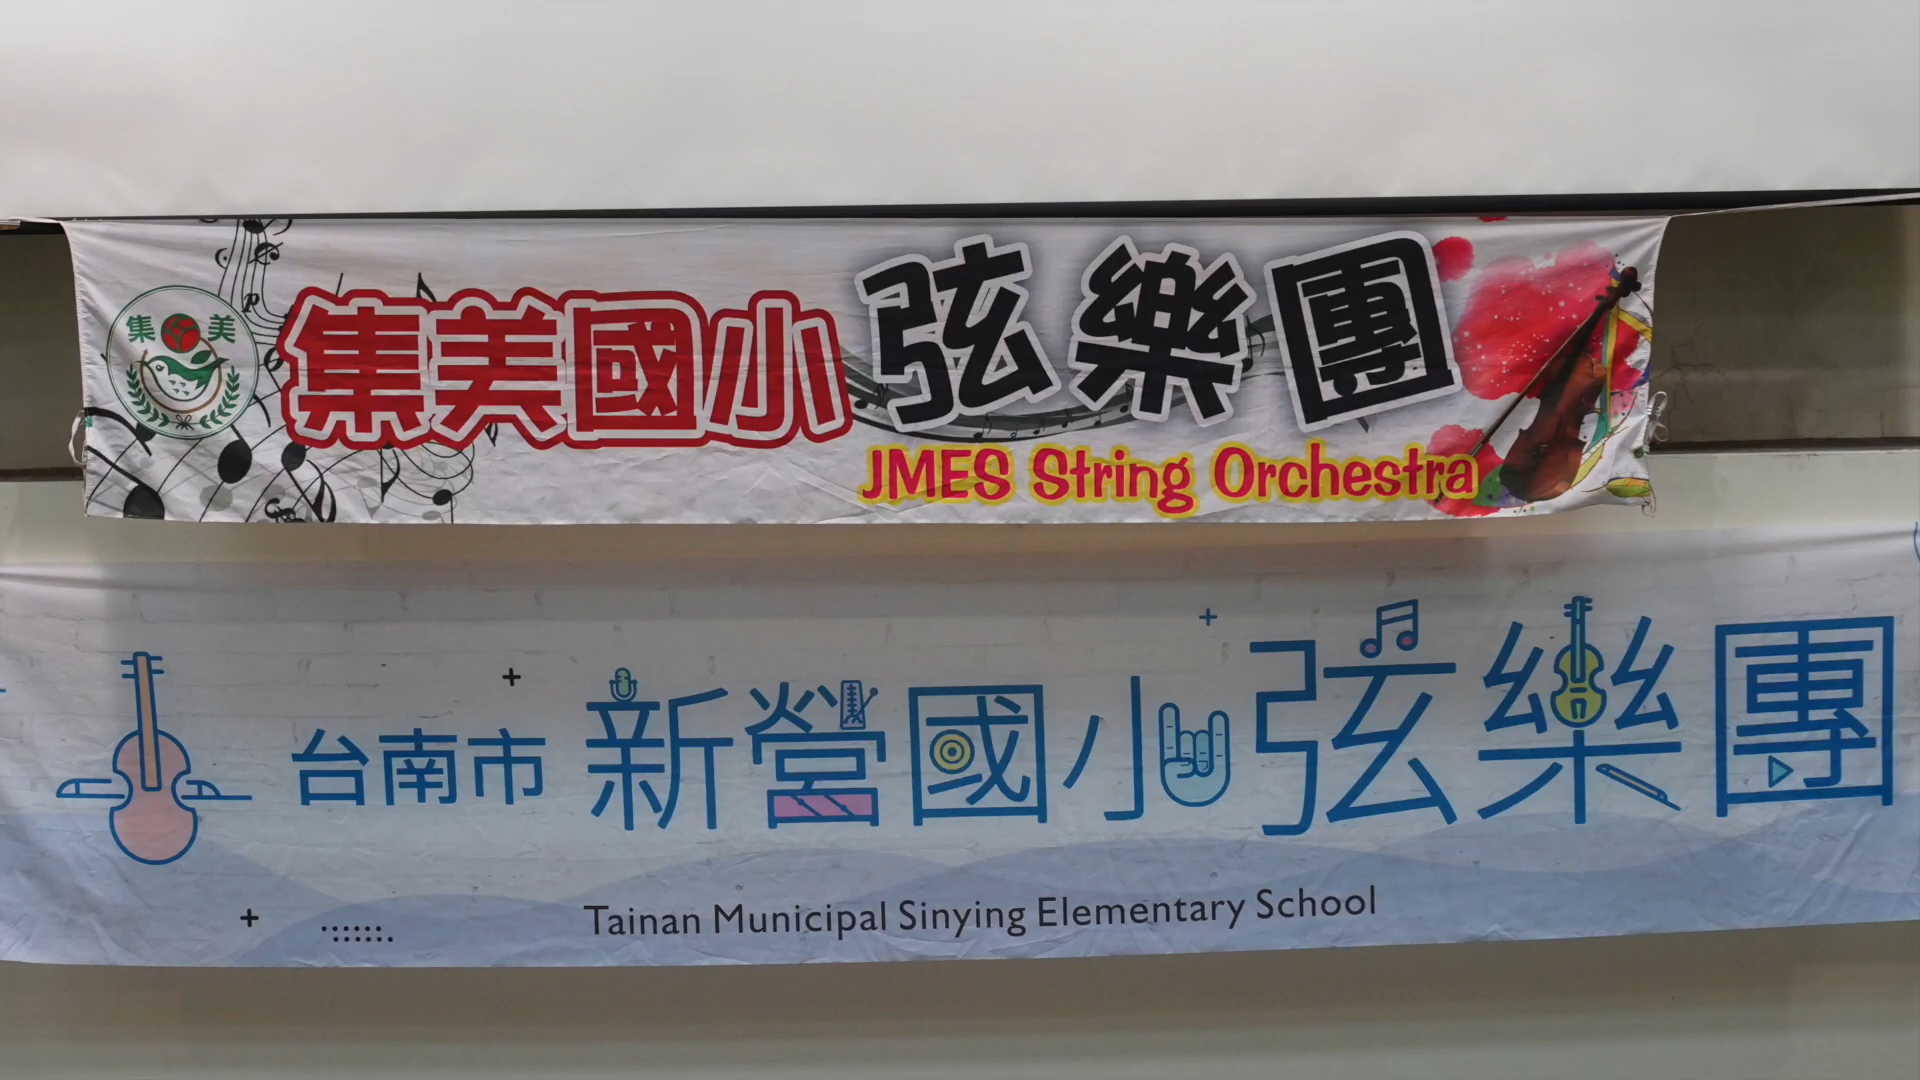 集美
集美國小弦樂團
JMES String Orchestra
台南市新營國小弦樂團
Tainan Municipal Sinying Elementary School